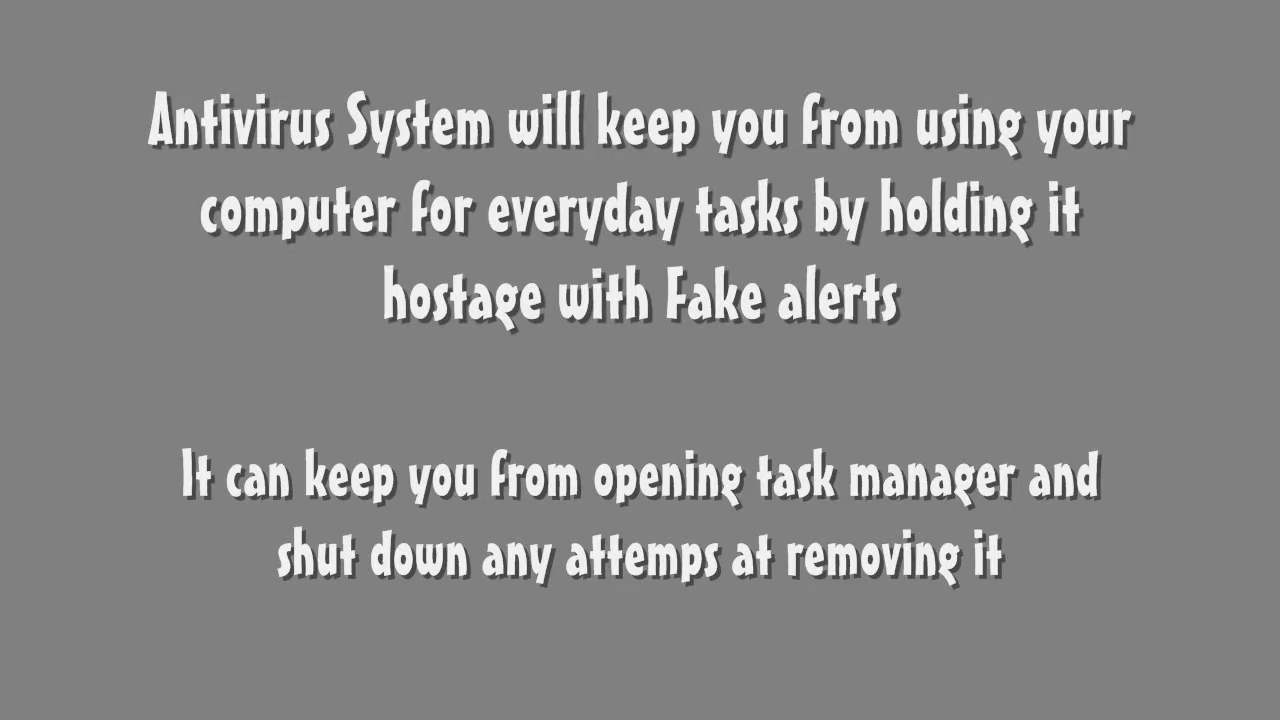 Antivirus System will keep you from using your
computer for everyday tasks by holding it
hostage with Fake alerts
It can keep you from opening task manager and
shut down any attemps at removing it